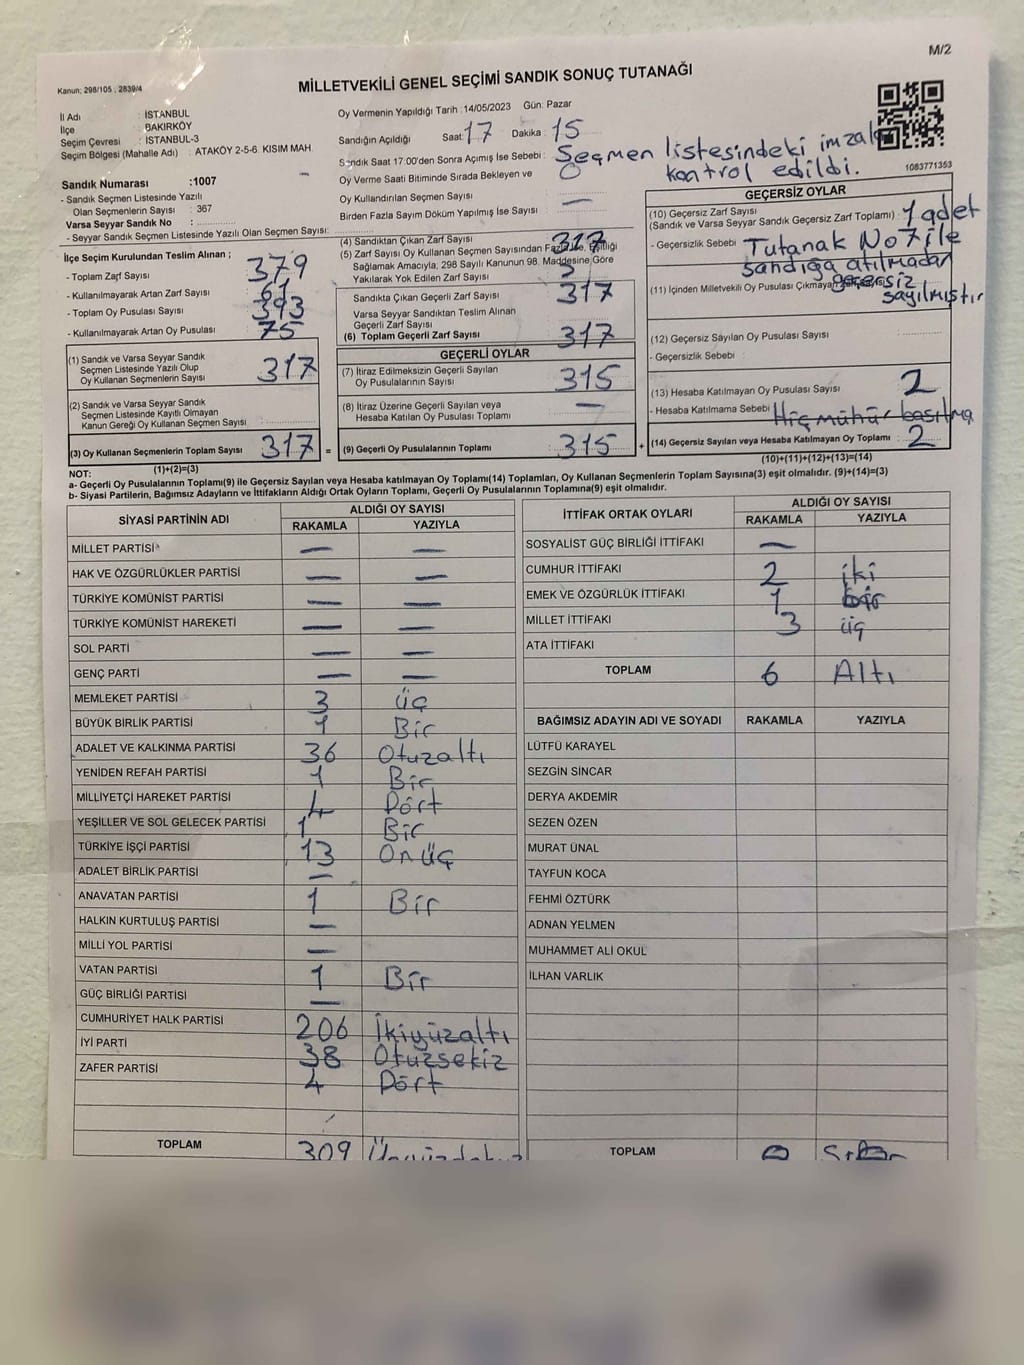 M/2
Kanun; 298/105 , 2839/4
MİLLETVEKİLİ GENEL SEÇİMİ SANDIK SONUÇ TUTANAĞI
İl Adı : İSTANBUL
İlçe : BAKIRKÖY
Seçim Çevresi : İSTANBUL-3
Seçim Bölgesi (Mahalle Adı) : ATAKÖY 2-5-6. KISIM MAH.
Oy Vermenin Yapıldığı Tarih : 14/05/2023 Gün: Pazar
Sandığın Açıldığı Saat: 17 Dakika : 15
Sandık Saat 17:00'den Sonra Açımış İse Sebebi : Seçmen listesindeki imzalar
kontrol edildi.
1083771353
Oy Verme Saati Bitiminde Sırada Bekleyen ve
Oy Kullandırılan Seçmen Sayısı : —
Birden Fazla Sayım Döküm Yapılmış İse Sayısı :
Sandık Numarası :1007
- Sandık Seçmen Listesinde Yazılı
Olan Seçmenlerin Sayısı : 367
Varsa Seyyar Sandık No :
- Seyyar Sandık Seçmen Listesinde Yazılı Olan Seçmen Sayısı:
İlçe Seçim Kurulundan Teslim Alınan ;
- Toplam Zarf Sayısı : 379
- Kullanılmayarak Artan Zarf Sayısı : 61
- Toplam Oy Pusulası Sayısı : 393
- Kullanılmayarak Artan Oy Pusulası : 75
(1) Sandık ve Varsa Seyyar Sandık
Seçmen Listesinde Yazılı Olup
Oy Kullanan Seçmenlerin Sayısı : 317
(2) Sandık ve Varsa Seyyar Sandık
Seçmen Listesinde Kayıtlı Olmayan
Kanun Gereği Oy Kullanan Seçmen Sayısı :
(3) Oy Kullanan Seçmenlerin Toplam Sayısı : 317 =
(1)+(2)=(3)
(4) Sandıktan Çıkan Zarf Sayısı : 317
(5) Zarf Sayısı Oy Kullanan Seçmen Sayısından Fazla İse, Eşitliği
Sağlamak Amacıyla, 298 Sayılı Kanunun 98. Maddesine Göre
Yakılarak Yok Edilen Zarf Sayısı :
Sandıkta Çıkan Geçerli Zarf Sayısı : 317
Varsa Seyyar Sandıktan Teslim Alınan
Geçerli Zarf Sayısı :
(6) Toplam Geçerli Zarf Sayısı : 317
GEÇERLİ OYLAR
(7) İtiraz Edilmeksizin Geçerli Sayılan
Oy Pusulalarının Sayısı : 315
(8) İtiraz Üzerine Geçerli Sayılan veya
Hesaba Katılan Oy Pusulası Toplamı : —
(9) Geçerli Oy Pusulalarının Toplamı : 315 +
GEÇERSİZ OYLAR
(10) Geçersiz Zarf Sayısı
(Sandık ve Varsa Seyyar Sandık Geçersiz Zarf Toplamı) : 1 adet
- Geçersizlik Sebebi : Tutanak No 7 ile
sandığa atılmadan
geçersiz
sayılmıştır
(11) İçinden Milletvekili Oy Pusulası Çıkmayan
(12) Geçersiz Sayılan Oy Pusulası Sayısı :
- Geçersizlik Sebebi :
(13) Hesaba Katılmayan Oy Pusulası Sayısı : 2
- Hesaba Katılmama Sebebi : Hiç mühür basılma
(14) Geçersiz Sayılan veya Hesaba Katılmayan Oy Toplamı : 2
(10)+(11)+(12)+(13)=(14)
NOT:
a- Geçerli Oy Pusulalarının Toplamı(9) ile Geçersiz Sayılan veya Hesaba Katılmayan Oy Toplamı(14) Toplamları, Oy Kullanan Seçmenlerin Toplam Sayısına(3) eşit olmalıdır. (9)+(14)=(3)
b- Siyasi Partilerin, Bağımsız Adayların ve İttifakların Aldığı Ortak Oyların Toplamı, Geçerli Oy Pusulalarının Toplamına(9) eşit olmalıdır.
SİYASİ PARTİNİN ADI ALDIĞI OY SAYISI
RAKAMLA YAZIYLA
MİLLET PARTİSİ — —
HAK VE ÖZGÜRLÜKLER PARTİSİ — —
TÜRKİYE KOMÜNİST PARTİSİ — —
TÜRKİYE KOMÜNİST HAREKETİ — —
SOL PARTİ — —
GENÇ PARTİ — —
MEMLEKET PARTİSİ 3 üç
BÜYÜK BİRLİK PARTİSİ 1 Bir
ADALET VE KALKINMA PARTİSİ 36 Otuzaltı
YENİDEN REFAH PARTİSİ 1 Bir
MİLLİYETÇİ HAREKET PARTİSİ 4 Dört
YEŞİLLER VE SOL GELECEK PARTİSİ 1 Bir
TÜRKİYE İŞÇİ PARTİSİ 13 Onüç
ADALET BİRLİK PARTİSİ —
ANAVATAN PARTİSİ 1 Bir
HALKIN KURTULUŞ PARTİSİ —
MİLLİ YOL PARTİSİ —
VATAN PARTİSİ 1 Bir
GÜÇ BİRLİĞİ PARTİSİ —
CUMHURİYET HALK PARTİSİ 206 İkiyüzaltı
İYİ PARTİ 38 Otuzsekiz
ZAFER PARTİSİ 4 Dört
TOPLAM 309 Üçyüzdokuz
İTTİFAK ORTAK OYLARI ALDIĞI OY SAYISI
RAKAMLA YAZIYLA
SOSYALİST GÜÇ BİRLİĞİ İTTİFAKI —
CUMHUR İTTİFAKI 2 iki
EMEK VE ÖZGÜRLÜK İTTİFAKI 1 bir
MİLLET İTTİFAKI 3 üç
ATA İTTİFAKI
TOPLAM 6 Altı
BAĞIMSIZ ADAYIN ADI VE SOYADI RAKAMLA YAZIYLA
LÜTFÜ KARAYEL
SEZGİN SİNCAR
DERYA AKDEMİR
SEZEN ÖZEN
MURAT ÜNAL
TAYFUN KOCA
FEHMİ ÖZTÜRK
ADNAN YELMEN
MUHAMMET ALİ OKUL
İLHAN VARLIK
TOPLAM 0